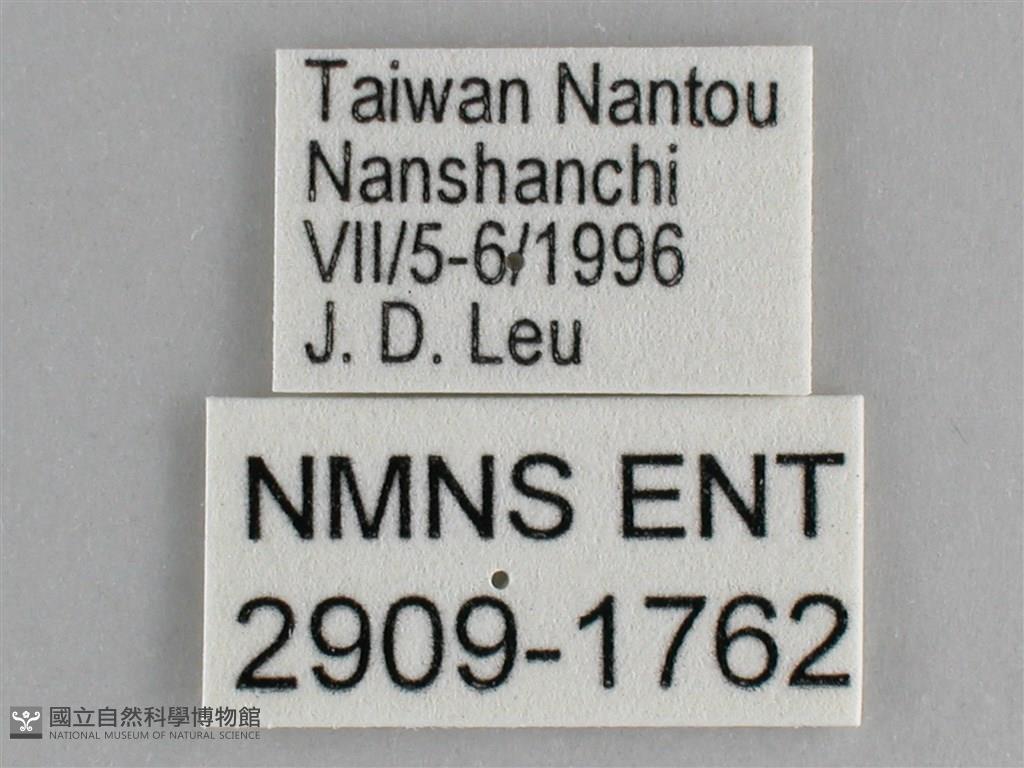 Taiwan Nantou
Nanshanchi
VII/5-6/1996
J. D. Leu
NMNS ENT
2909-1762
國立自然科學博物館
NATIONAL MUSEUM OF NATURAL SCIENCE